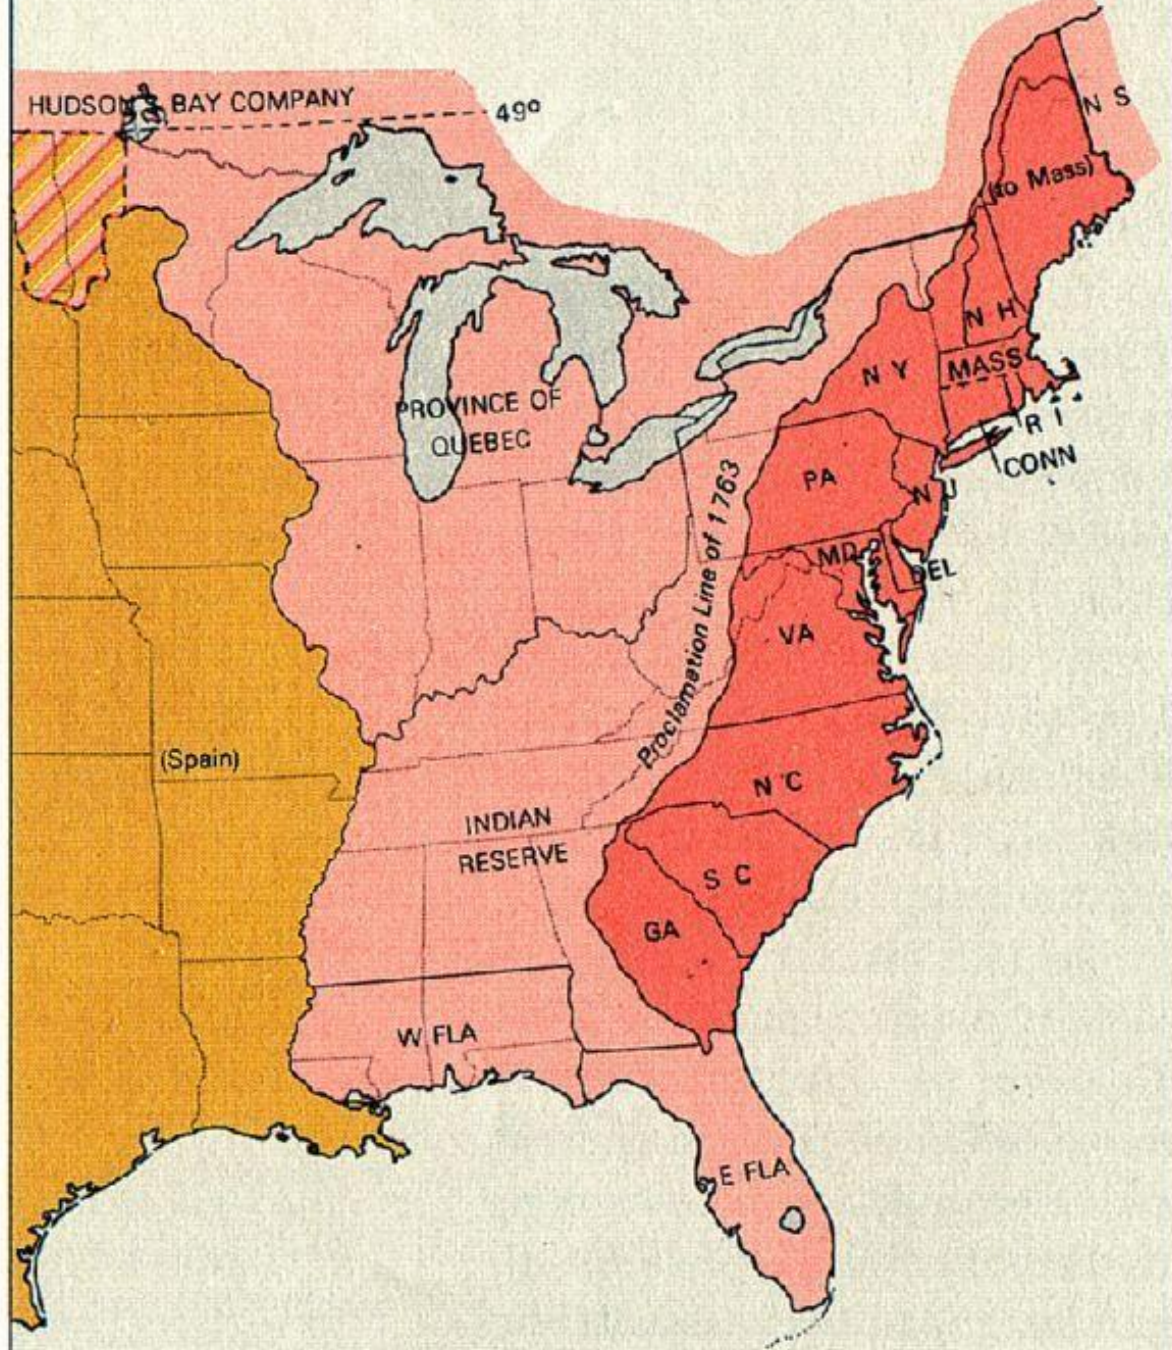 HUDSON'S BAY COMPANY
49º
N S
(to Mass)
N H
N Y
MASS
R I
CONN
PROVINCE OF
QUEBEC
PA
N J
Proclamation Line of 1763
MD
DEL
VA
(Spain)
N C
INDIAN
RESERVE
S C
GA
W FLA
E FLA